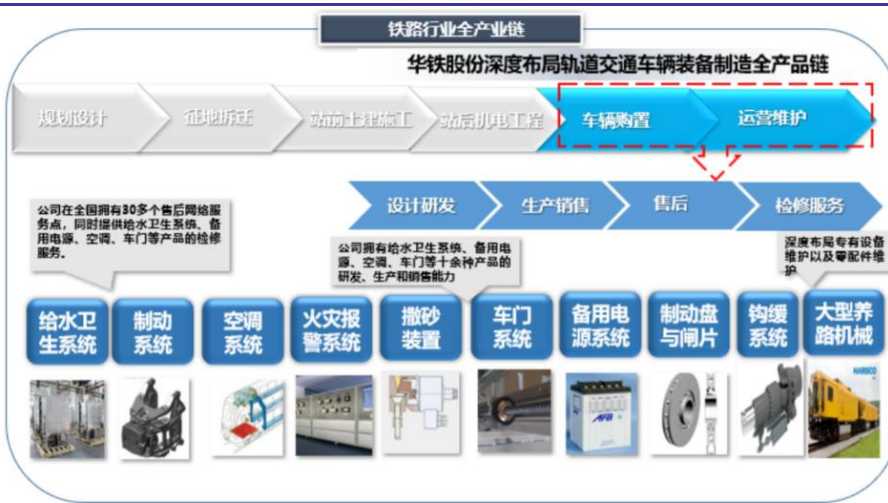 铁路行业全产业链
华铁股份深度布局轨道交通车辆装备制造全产品链
规划设计
征地拆迁
站前土建施工
站后机电工程
车辆购置
运营维护
设计研发
生产销售
售后
检修服务
公司在全国拥有30多个售后网络服
务点，同时提供给水卫生系统、备
用电源、空调、车门等产品的检修
服务。
公司拥有给水卫生系统、备用电
源、空调、车门等十余种产品的
研发、生产和销售能力
深度布局专有设备
维护以及零配件维
护
给水卫
生系统
制动
系统
空调
系统
火灾报
警系统
撒砂
装置
车门
系统
备用电
源系统
制动盘
与闸片
钩缓
系统
大型养
路机械
AFB
HARSCO